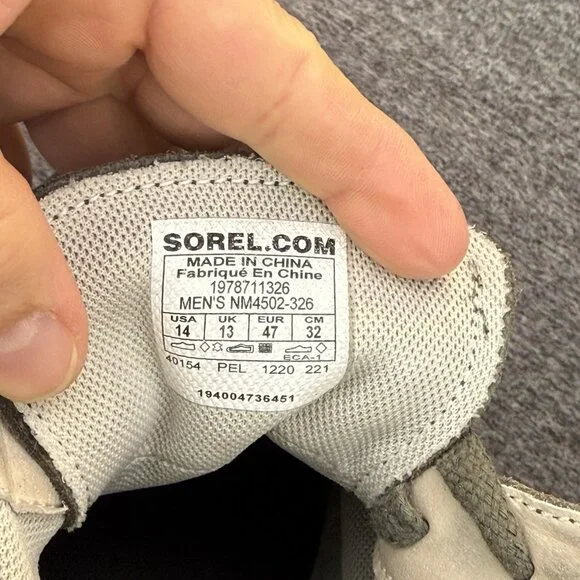 SOREL.COM
MADE IN CHINA
Fabriqué En Chine
1978711326
MEN'S NM4502-326
USA UK EUR CM
14 13 47 32
ECA-1
40154 PEL 1220 221
194004736451